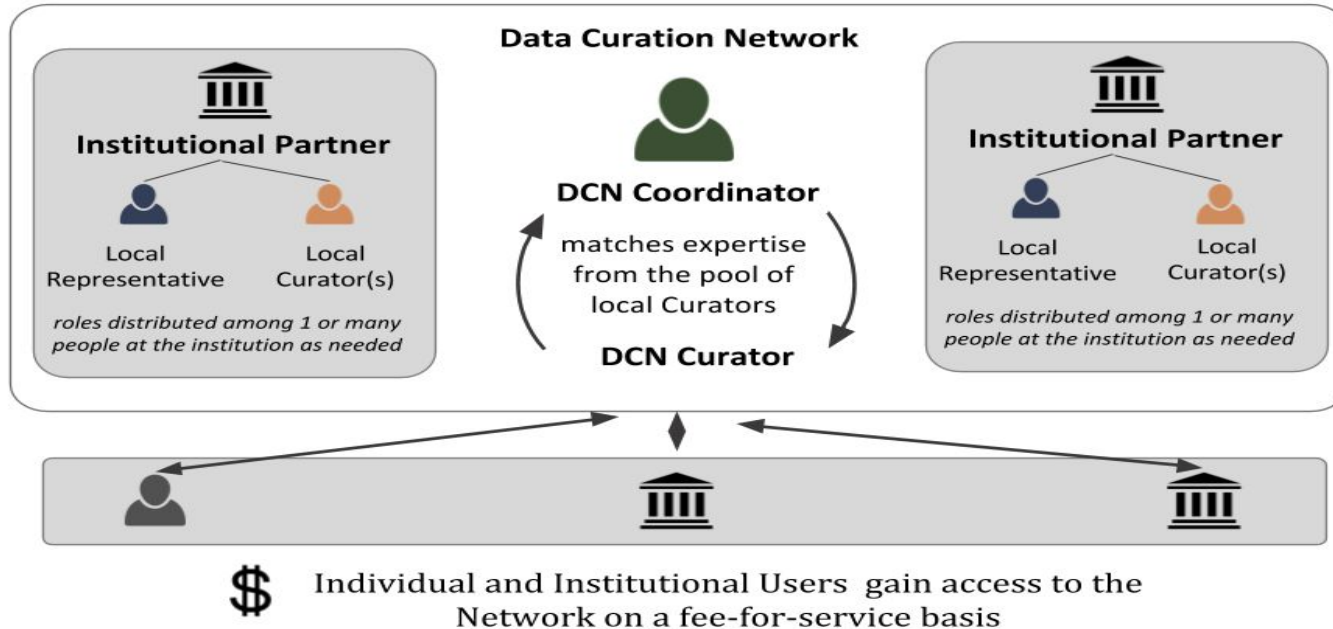 Data Curation Network
Institutional Partner
Local
Representative
Local
Curator(s)
roles distributed among 1 or many
people at the institution as needed
DCN Coordinator
matches expertise
from the pool of
local Curators
DCN Curator
Institutional Partner
Local
Representative
Local
Curator(s)
roles distributed among 1 or many
people at the institution as needed
$ Individual and Institutional Users gain access to the
Network on a fee-for-service basis